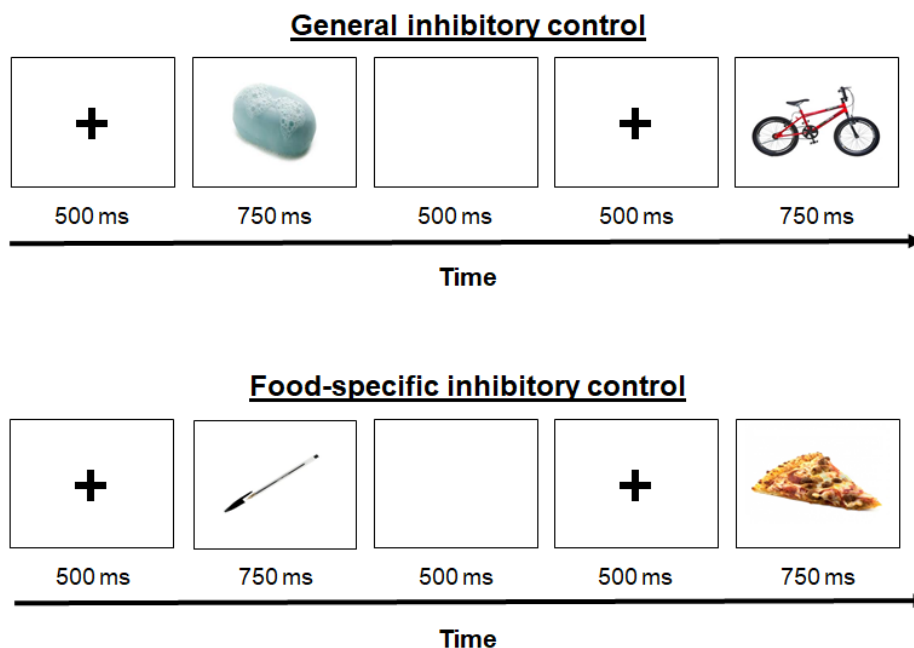 General inhibitory control
500 ms 750 ms 500 ms 500 ms 750 ms
Time
Food-specific inhibitory control
500 ms 750 ms 500 ms 500 ms 750 ms
Time